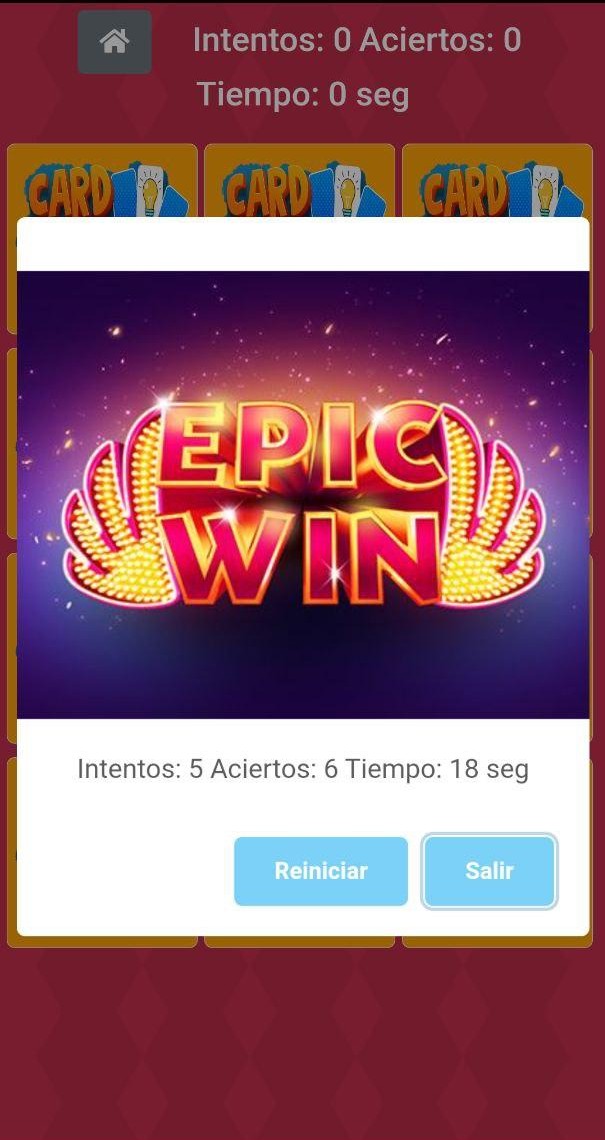 Intentos: 0 Aciertos: 0
Tiempo: 0 seg
CARD CARD CARD
EPIC
WIN
Intentos: 5 Aciertos: 6 Tiempo: 18 seg
Reiniciar Salir